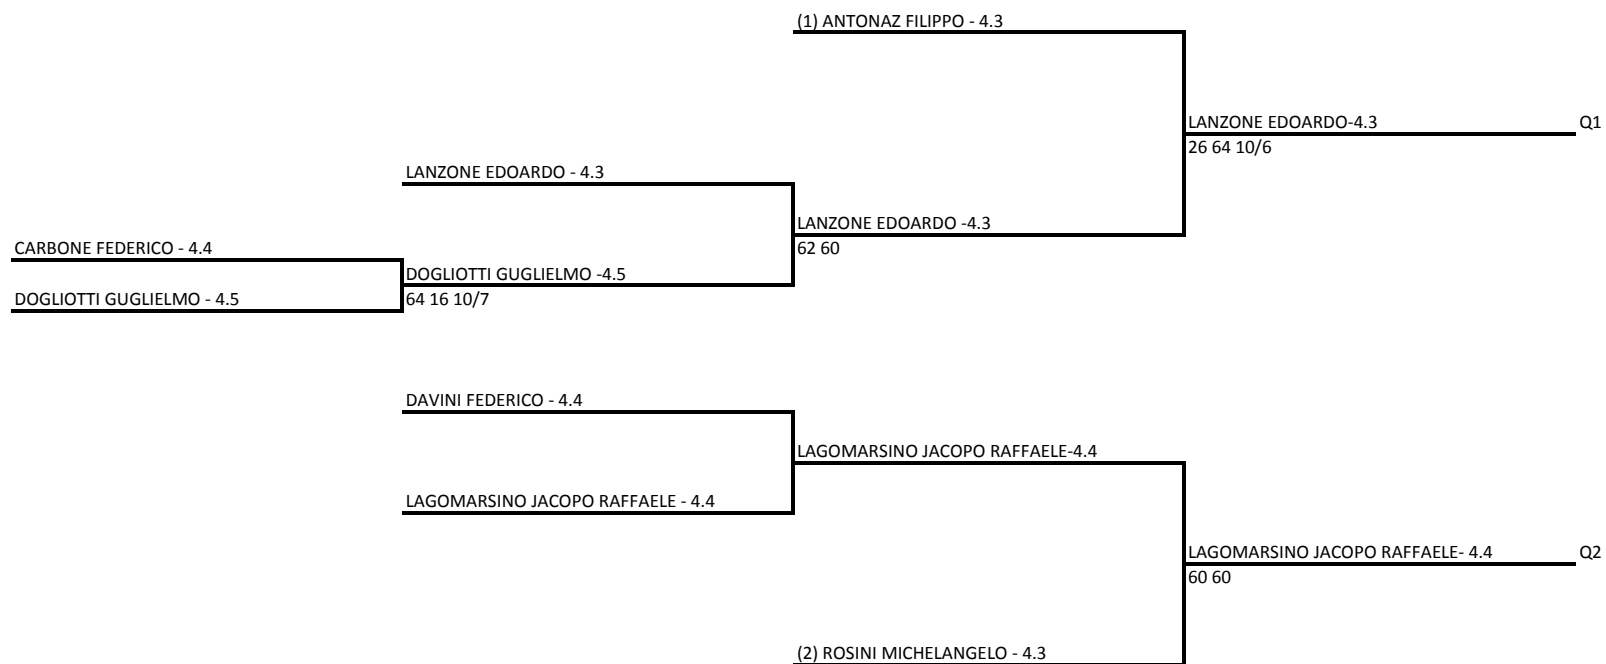 (1) ANTONAZ FILIPPO - 4.3
LANZONE EDOARDO-4.3 Q1
26 64 10/6
LANZONE EDOARDO - 4.3
LANZONE EDOARDO -4.3
62 60
CARBONE FEDERICO - 4.4
DOGLIOTTI GUGLIELMO -4.5
64 16 10/7
DOGLIOTTI GUGLIELMO - 4.5
DAVINI FEDERICO - 4.4
LAGOMARSINO JACOPO RAFFAELE-4.4
LAGOMARSINO JACOPO RAFFAELE - 4.4
LAGOMARSINO JACOPO RAFFAELE- 4.4 Q2
60 60
(2) ROSINI MICHELANGELO - 4.3